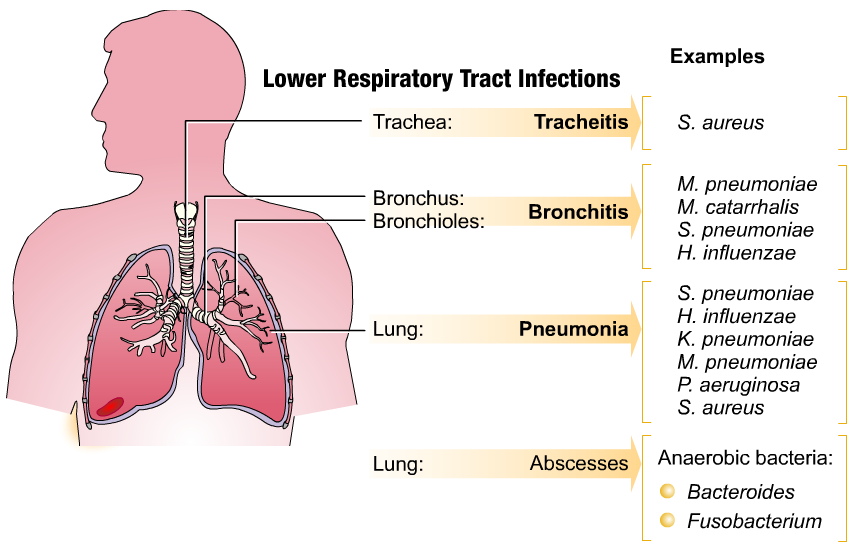 Lower Respiratory Tract Infections
Examples
Trachea: Tracheitis
S. aureus
Bronchus:
Bronchioles:
Bronchitis
M. pneumoniae
M. catarrhalis
S. pneumoniae
H. influenzae
Lung: Pneumonia
S. pneumoniae
H. influenzae
K. pneumoniae
M. pneumoniae
P. aeruginosa
S. aureus
Lung: Abscesses
Anaerobic bacteria:
Bacteroides
Fusobacterium